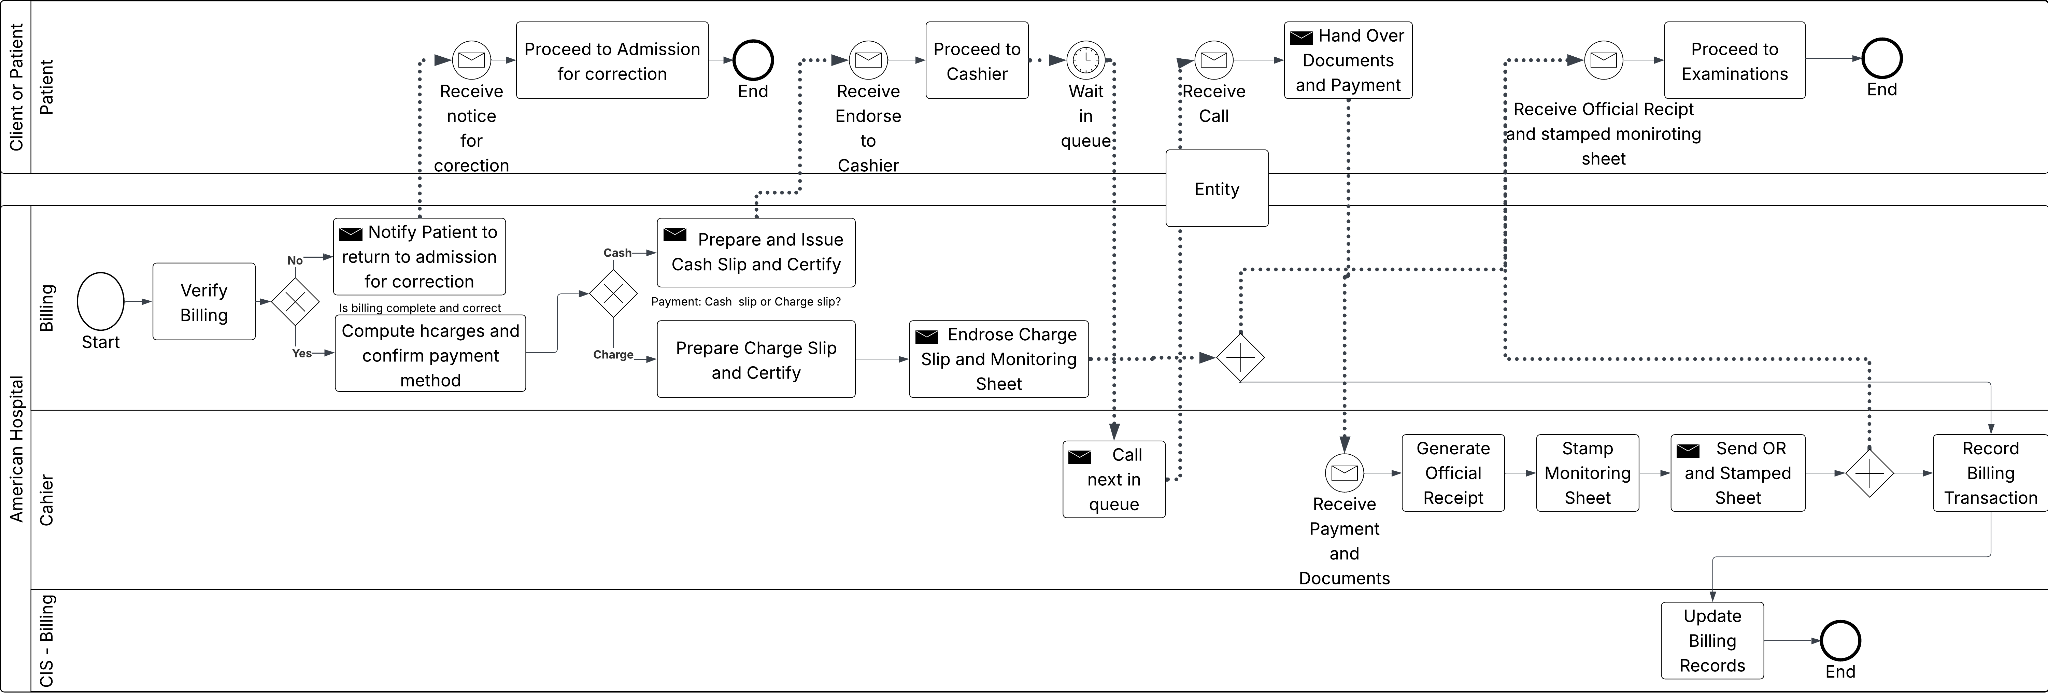 Client or Patient
Patient
Receive
notice
for
corection
Proceed to Admission
for correction
End
Receive
Endorse
to
Cashier
Proceed to
Cashier
Wait
in
queue
Receive
Call
Hand Over
Documents
and Payment
Receive Official Recipt
and stamped moniroting
sheet
Proceed to
Examinations
End
Entity
American Hospital
Billing
Start
Verify
Billing
No
Yes
Notify Patient to
return to admission
for correction
Is billing complete and correct
Compute hcarges and
confirm payment
method
Cash
Charge
Prepare and Issue
Cash Slip and Certify
Payment: Cash  slip or Charge slip?
Prepare Charge Slip
and Certify
Endrose Charge
Slip and Monitoring
Sheet
Cahier
Call
next in
queue
Receive
Payment
and
Documents
Generate
Official
Receipt
Stamp
Monitoring
Sheet
Send OR
and Stamped
Sheet
Record
Billing
Transaction
CIS - Billing
Update
Billing
Records
End